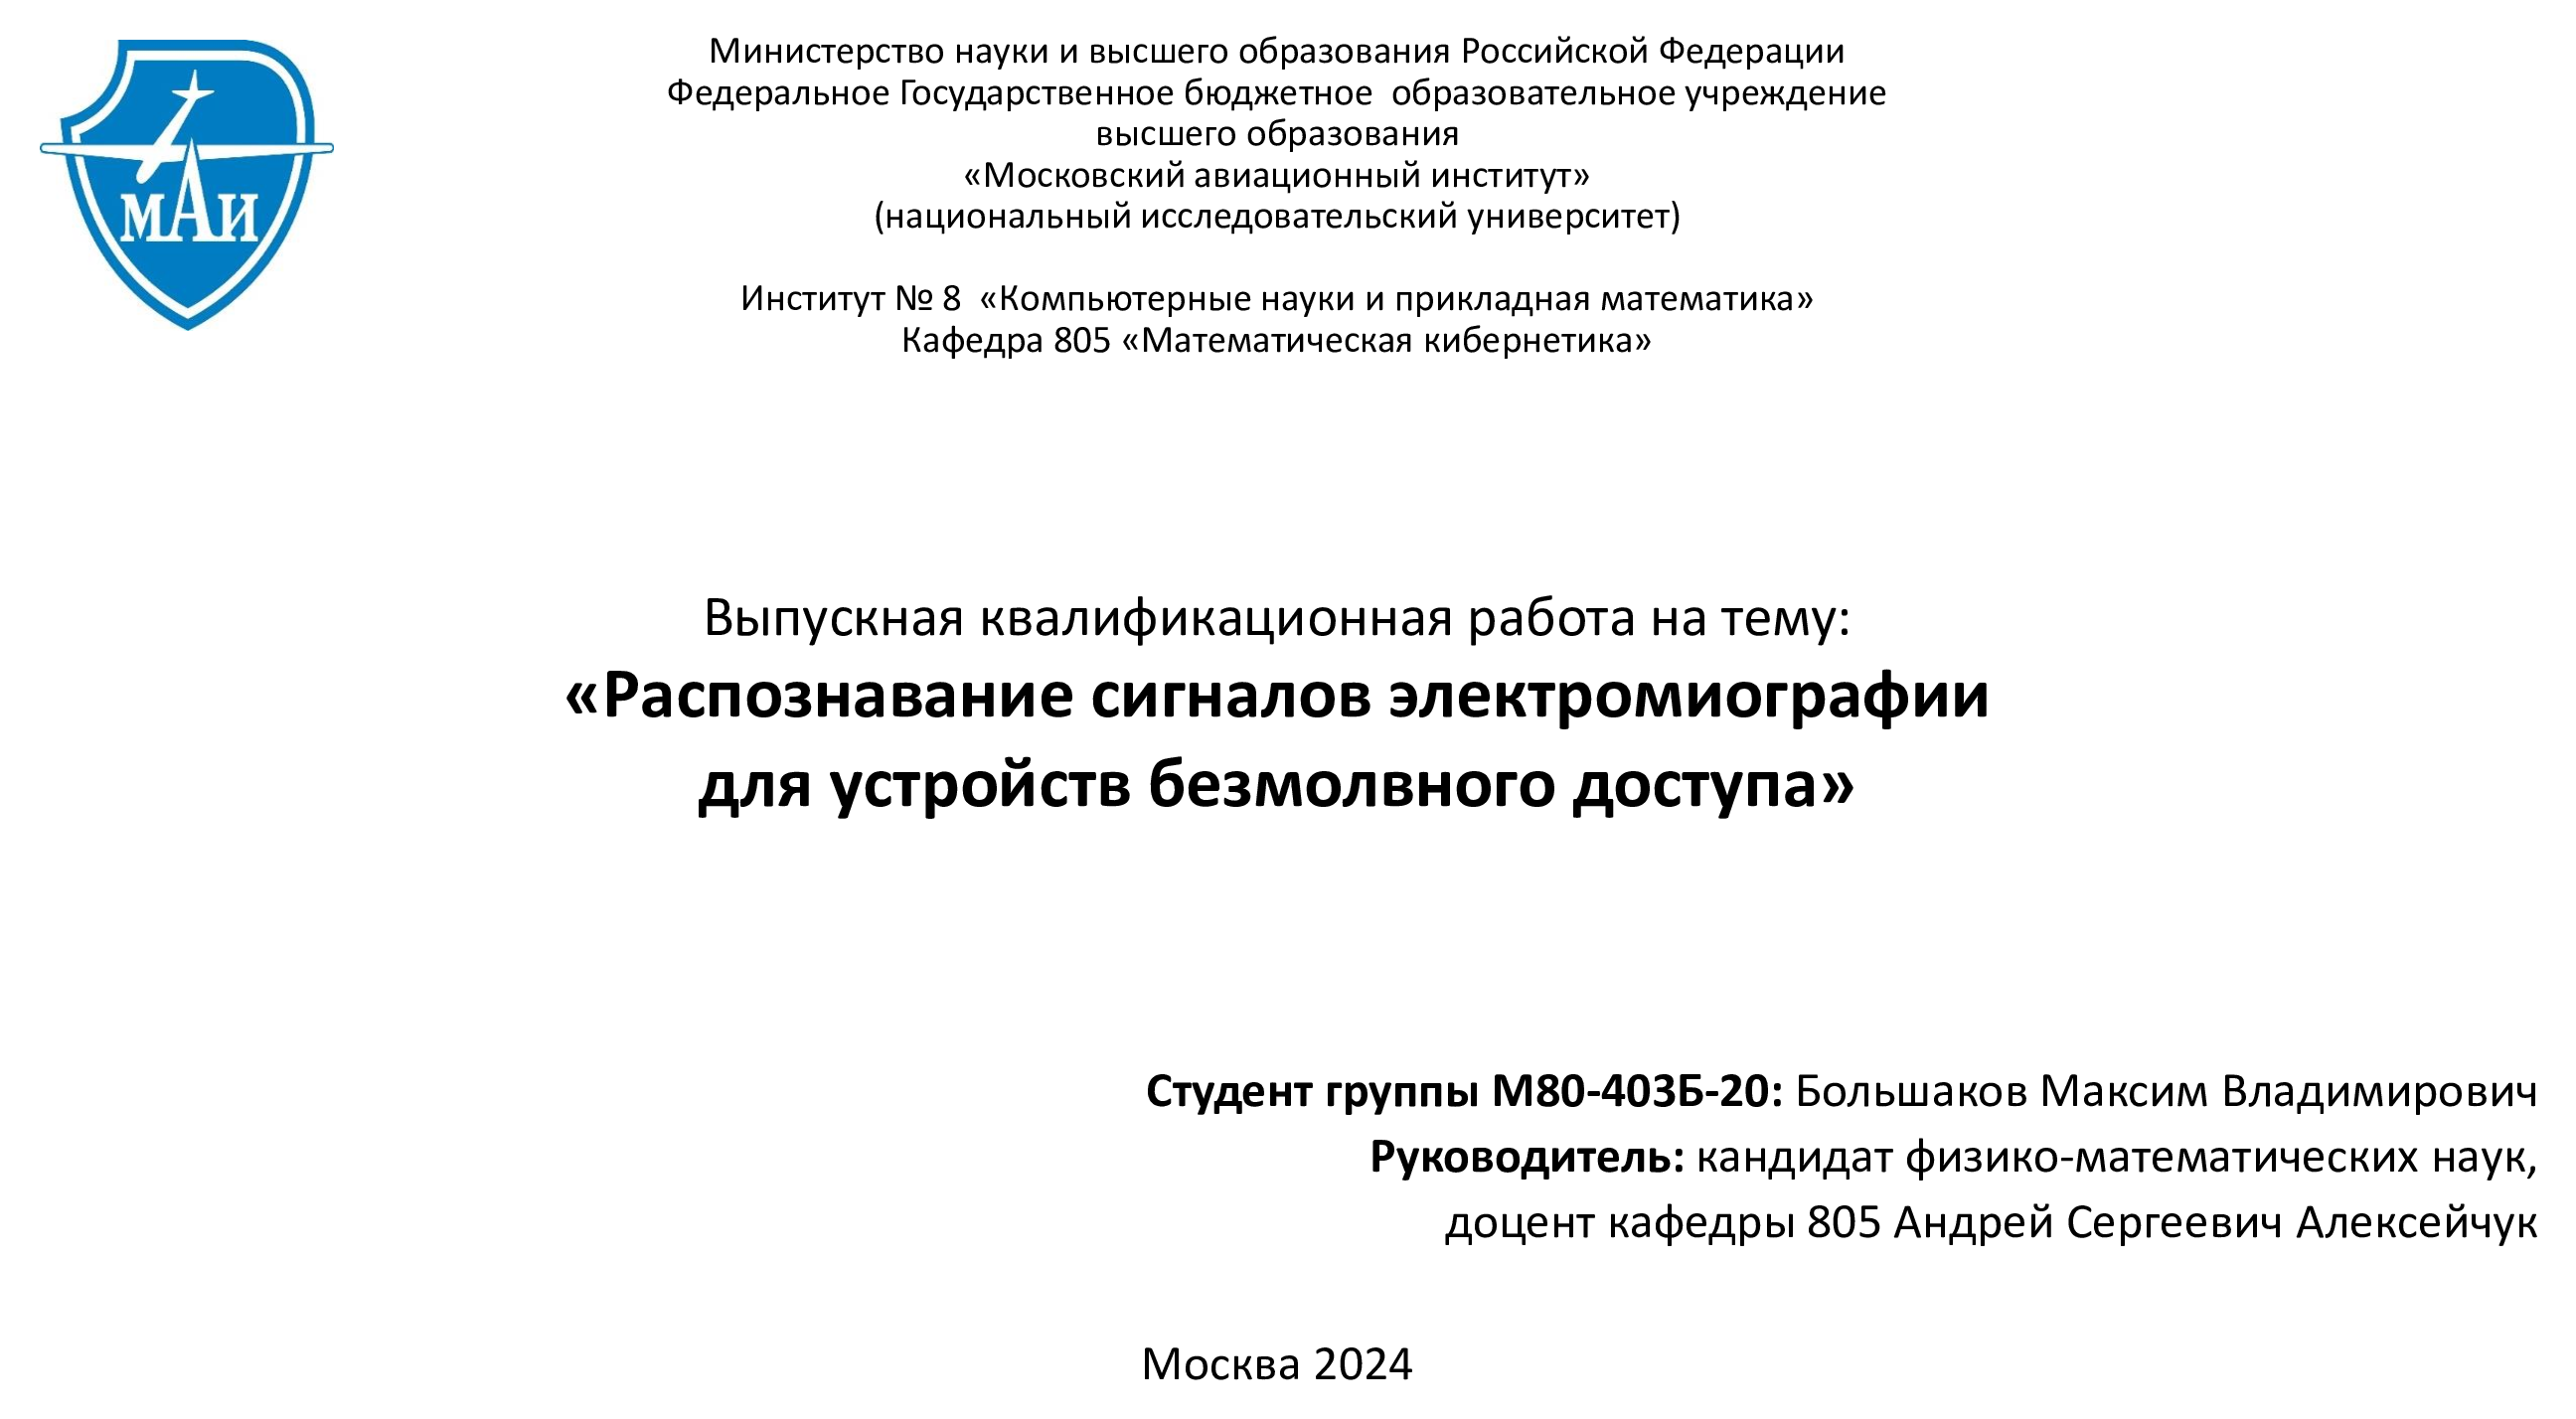 МАИ
Министерство науки и высшего образования Российской Федерации
Федеральное Государственное бюджетное образовательное учреждение
высшего образования
«Московский авиационный институт»
(национальный исследовательский университет)
Институт № 8 «Компьютерные науки и прикладная математика»
Кафедра 805 «Математическая кибернетика»
Выпускная квалификационная работа на тему:
«Распознавание сигналов электромиографии
для устройств безмолвного доступа»
Студент группы М80-403Б-20: Большаков Максим Владимирович
Руководитель: кандидат физико-математических наук,
доцент кафедры 805 Андрей Сергеевич Алексейчук
Москва 2024